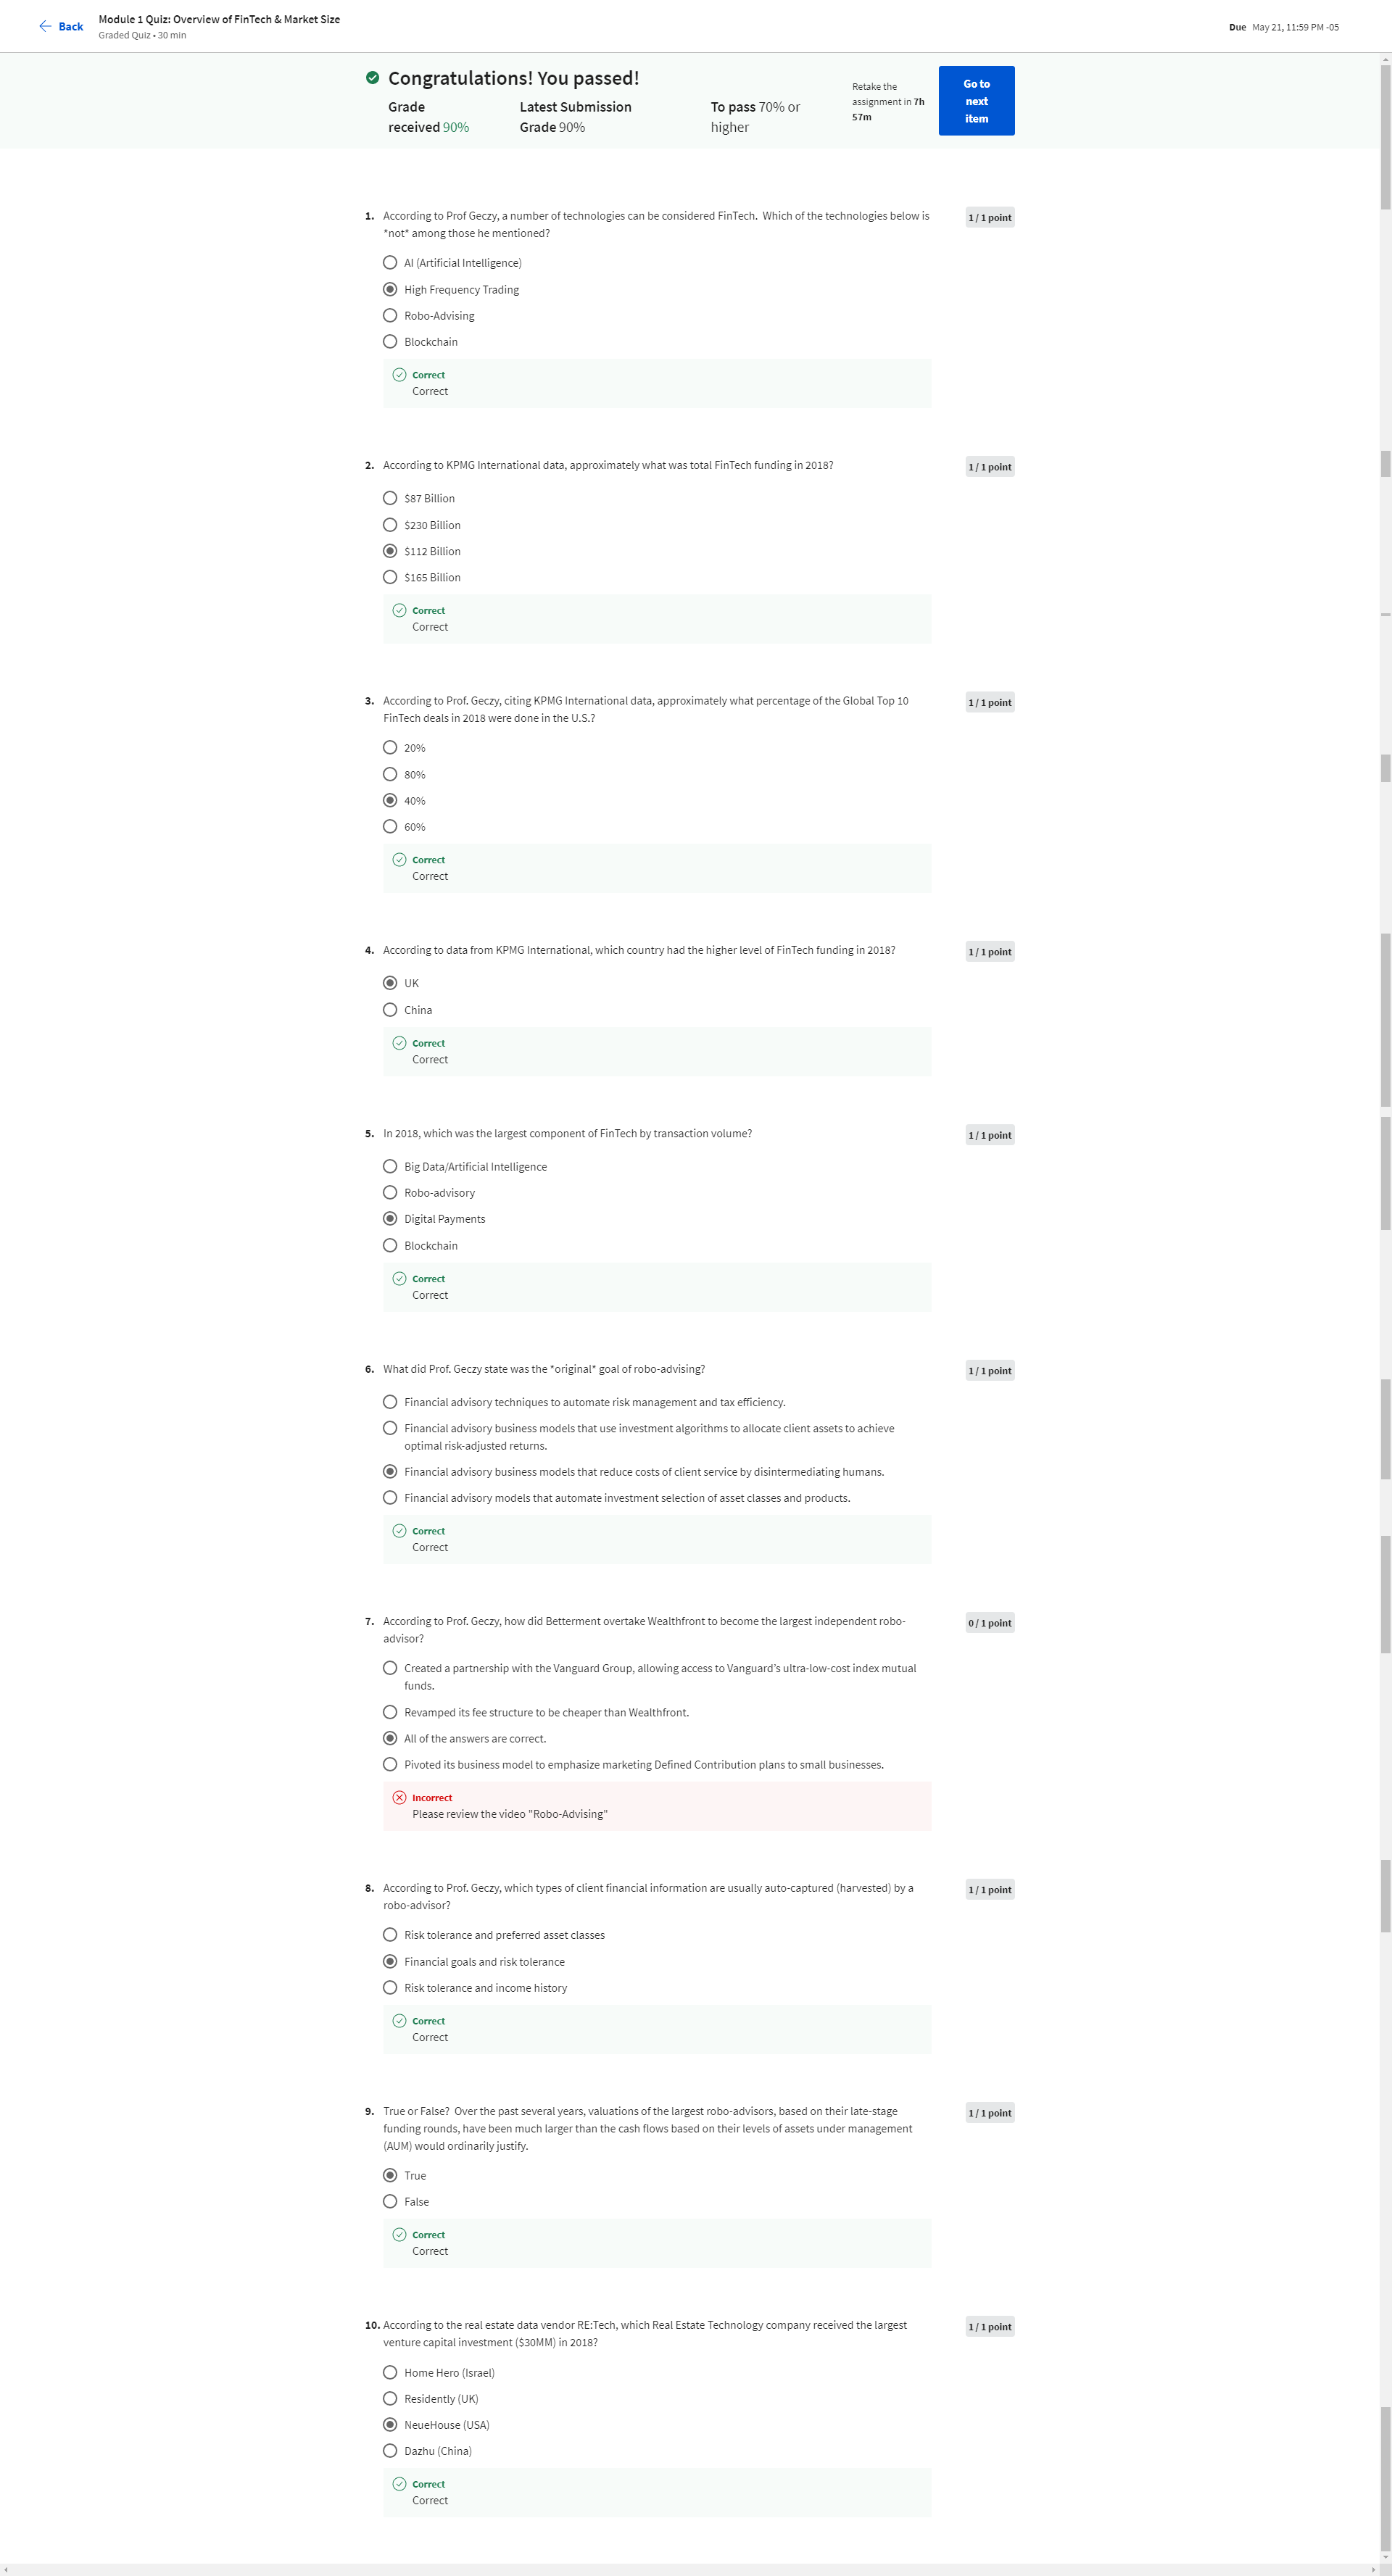 Back
Module 1 Quiz: Overview of FinTech & Market Size
Graded Quiz • 30 min
Due May 21, 11:59 PM -05
Congratulations! You passed!
Grade
received 90%
Latest Submission
Grade 90%
To pass 70% or
higher
Retake the
assignment in 7h
57m
Go to
next
item
1. According to Prof Geczy, a number of technologies can be considered FinTech. Which of the technologies below is
*not* among those he mentioned?
1 / 1 point
AI (Artificial Intelligence)
High Frequency Trading
Robo-Advising
Blockchain
Correct
Correct
2. According to KPMG International data, approximately what was total FinTech funding in 2018?
1 / 1 point
$87 Billion
$230 Billion
$112 Billion
$165 Billion
Correct
Correct
3. According to Prof. Geczy, citing KPMG International data, approximately what percentage of the Global Top 10
FinTech deals in 2018 were done in the U.S.?
1 / 1 point
20%
80%
40%
60%
Correct
Correct
4. According to data from KPMG International, which country had the higher level of FinTech funding in 2018?
1 / 1 point
UK
China
Correct
Correct
5. In 2018, which was the largest component of FinTech by transaction volume?
1 / 1 point
Big Data/Artificial Intelligence
Robo-advisory
Digital Payments
Blockchain
Correct
Correct
6. What did Prof. Geczy state was the *original* goal of robo-advising?
1 / 1 point
Financial advisory techniques to automate risk management and tax efficiency.
Financial advisory business models that use investment algorithms to allocate client assets to achieve
optimal risk-adjusted returns.
Financial advisory business models that reduce costs of client service by disintermediating humans.
Financial advisory models that automate investment selection of asset classes and products.
Correct
Correct
7. According to Prof. Geczy, how did Betterment overtake Wealthfront to become the largest independent robo-
advisor?
0 / 1 point
Created a partnership with the Vanguard Group, allowing access to Vanguard’s ultra-low-cost index mutual
funds.
Revamped its fee structure to be cheaper than Wealthfront.
All of the answers are correct.
Pivoted its business model to emphasize marketing Defined Contribution plans to small businesses.
Incorrect
Please review the video "Robo-Advising"
8. According to Prof. Geczy, which types of client financial information are usually auto-captured (harvested) by a
robo-advisor?
1 / 1 point
Risk tolerance and preferred asset classes
Financial goals and risk tolerance
Risk tolerance and income history
Correct
Correct
9. True or False? Over the past several years, valuations of the largest robo-advisors, based on their late-stage
funding rounds, have been much larger than the cash flows based on their levels of assets under management
(AUM) would ordinarily justify.
1 / 1 point
True
False
Correct
Correct
10. According to the real estate data vendor RE:Tech, which Real Estate Technology company received the largest
venture capital investment ($30MM) in 2018?
1 / 1 point
Home Hero (Israel)
Residently (UK)
NeueHouse (USA)
Dazhu (China)
Correct
Correct